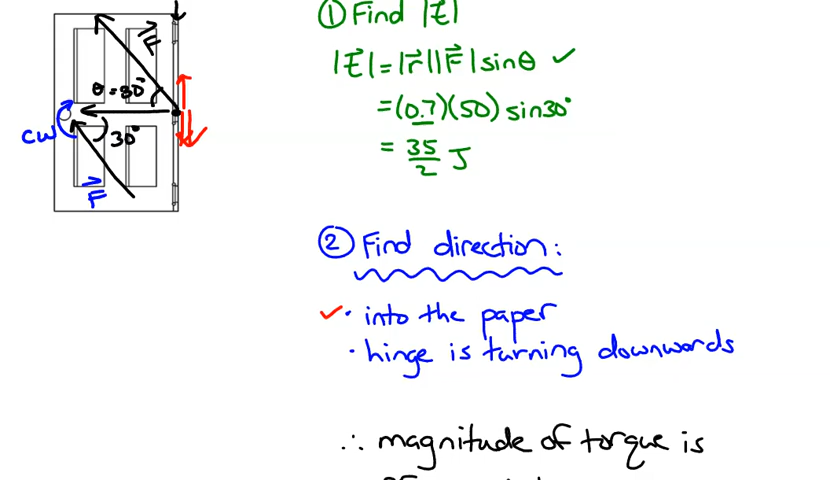 ① Find |t⃗|
|t⃗| = |r⃗||F⃗| sinθ ✓
= (0.7)(50) sin30°
= 35/2 J
F⃗
θ = 30°
CW
30°
F⃗
② Find direction:
✓ · into the paper
· hinge is turning downwards
∴ magnitude of torque is